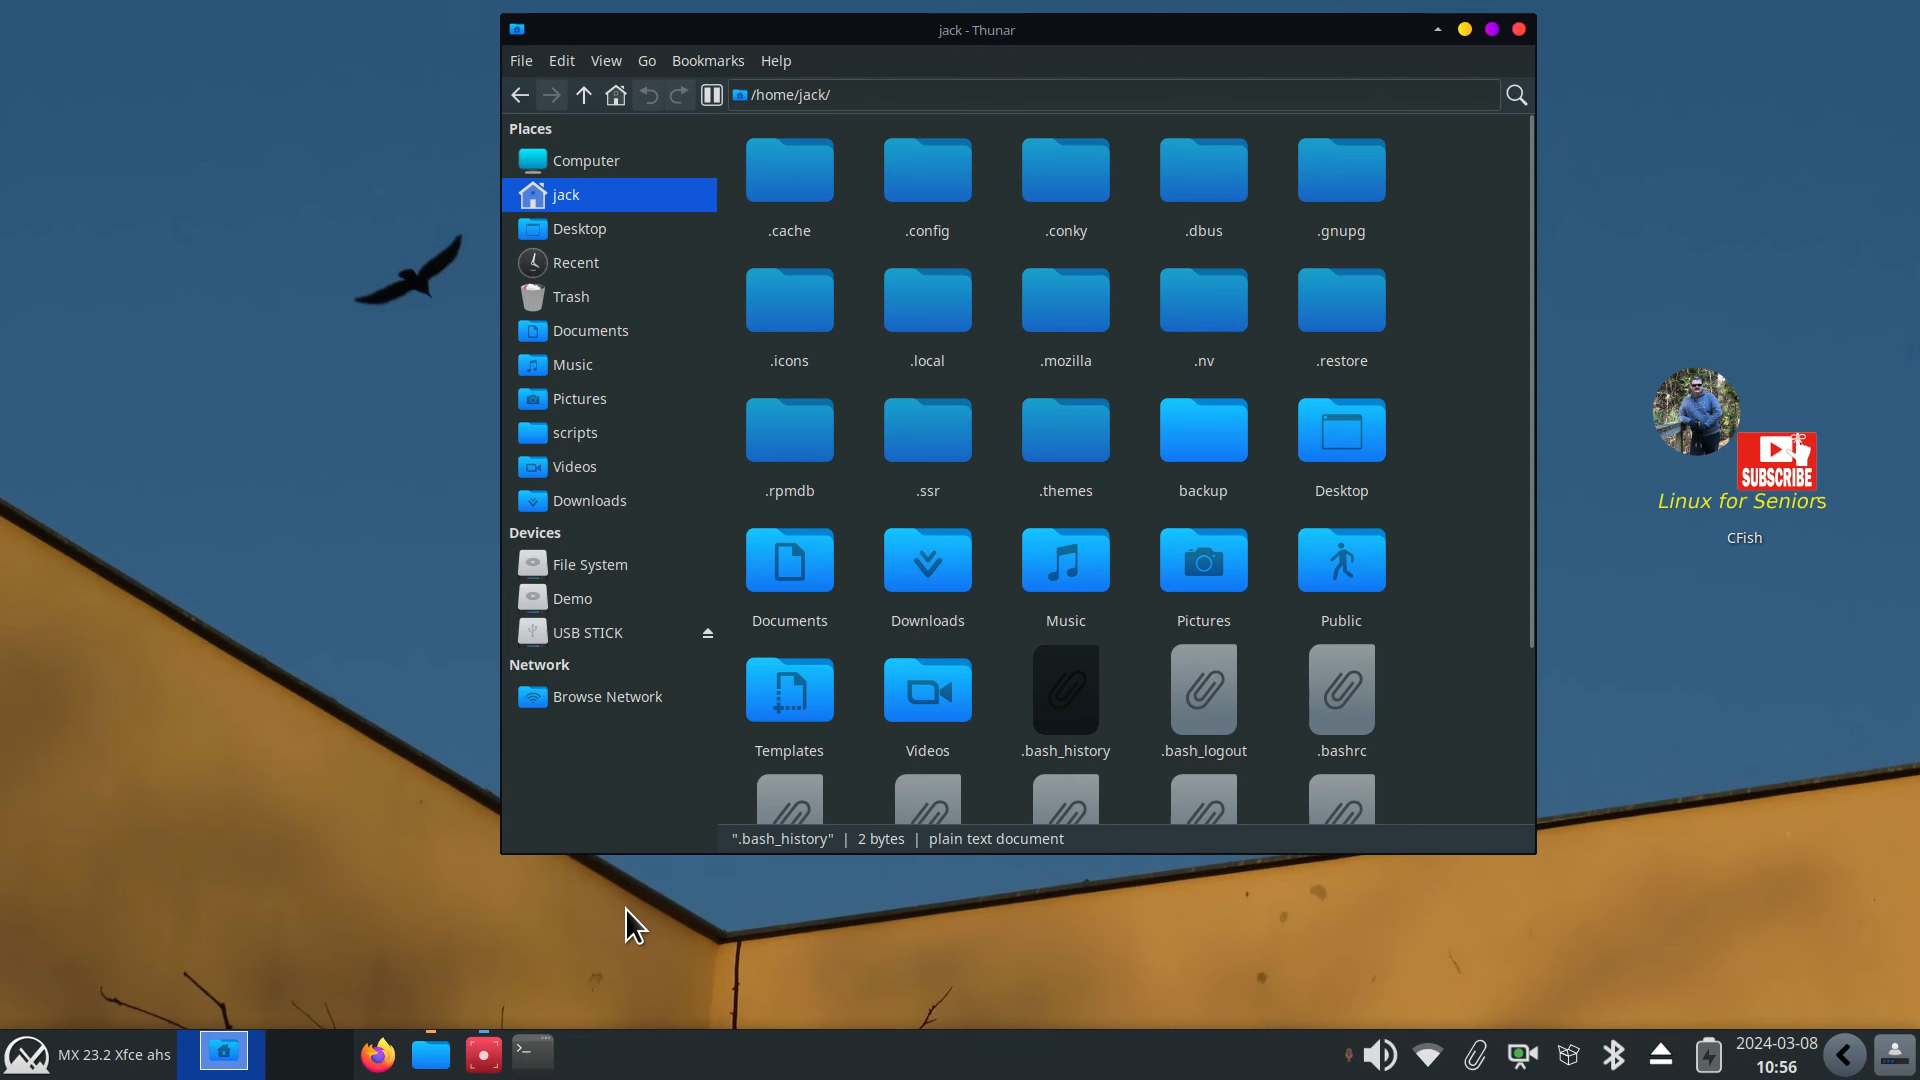 jack - Thunar
File Edit View Go Bookmarks Help
/home/jack/
Places
Computer
jack
Desktop
Recent
Trash
Documents
Music
Pictures
scripts
Videos
Downloads
Devices
File System
Demo
USB STICK
Network
Browse Network
.cache .config .conky .dbus .gnupg
.icons .local .mozilla .nv .restore
.rpmdb .ssr .themes backup Desktop
Documents Downloads Music Pictures Public
Templates Videos .bash_history .bash_logout .bashrc
".bash_history" | 2 bytes | plain text document
SUBSCRIBE
Linux for Seniors
CFish
MX 23.2 Xfce ahs
2024-03-08
10:56